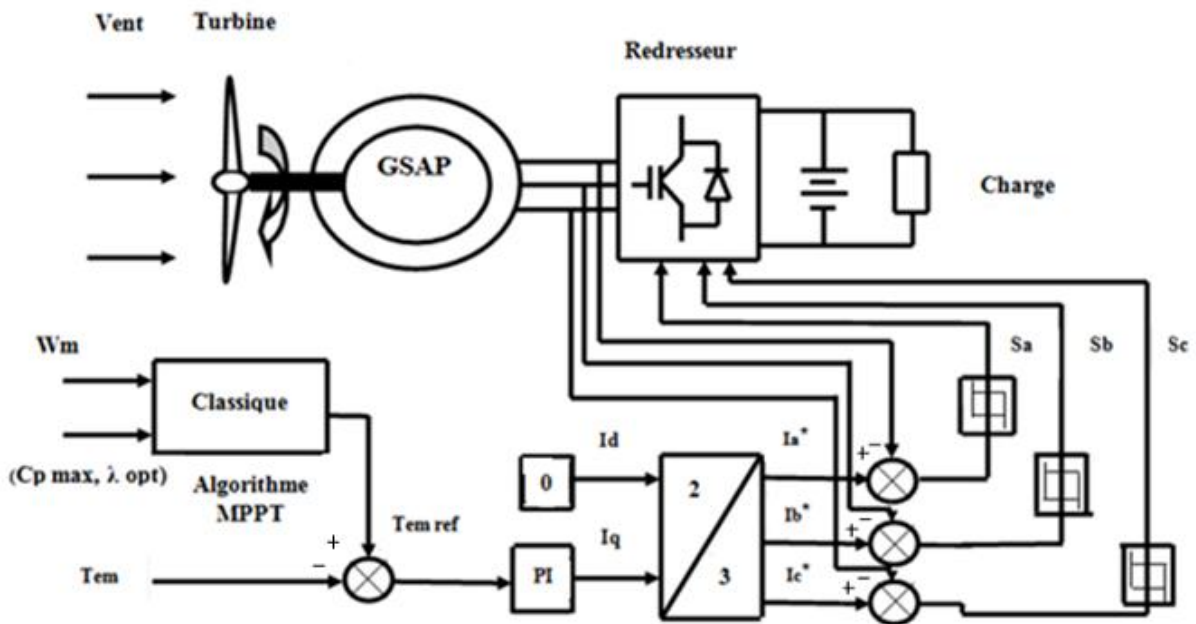 Vent
Turbine
Redresseur
GSAP
Charge
Wm
Sa
Sb
Sc
Classique
(Cp max, λ opt)
Algorithme
MPPT
Id
Ia*
+ −
0
2
Tem ref
Iq
Ib*
+ −
+
−
Tem
PI
3
Ic*
+ −